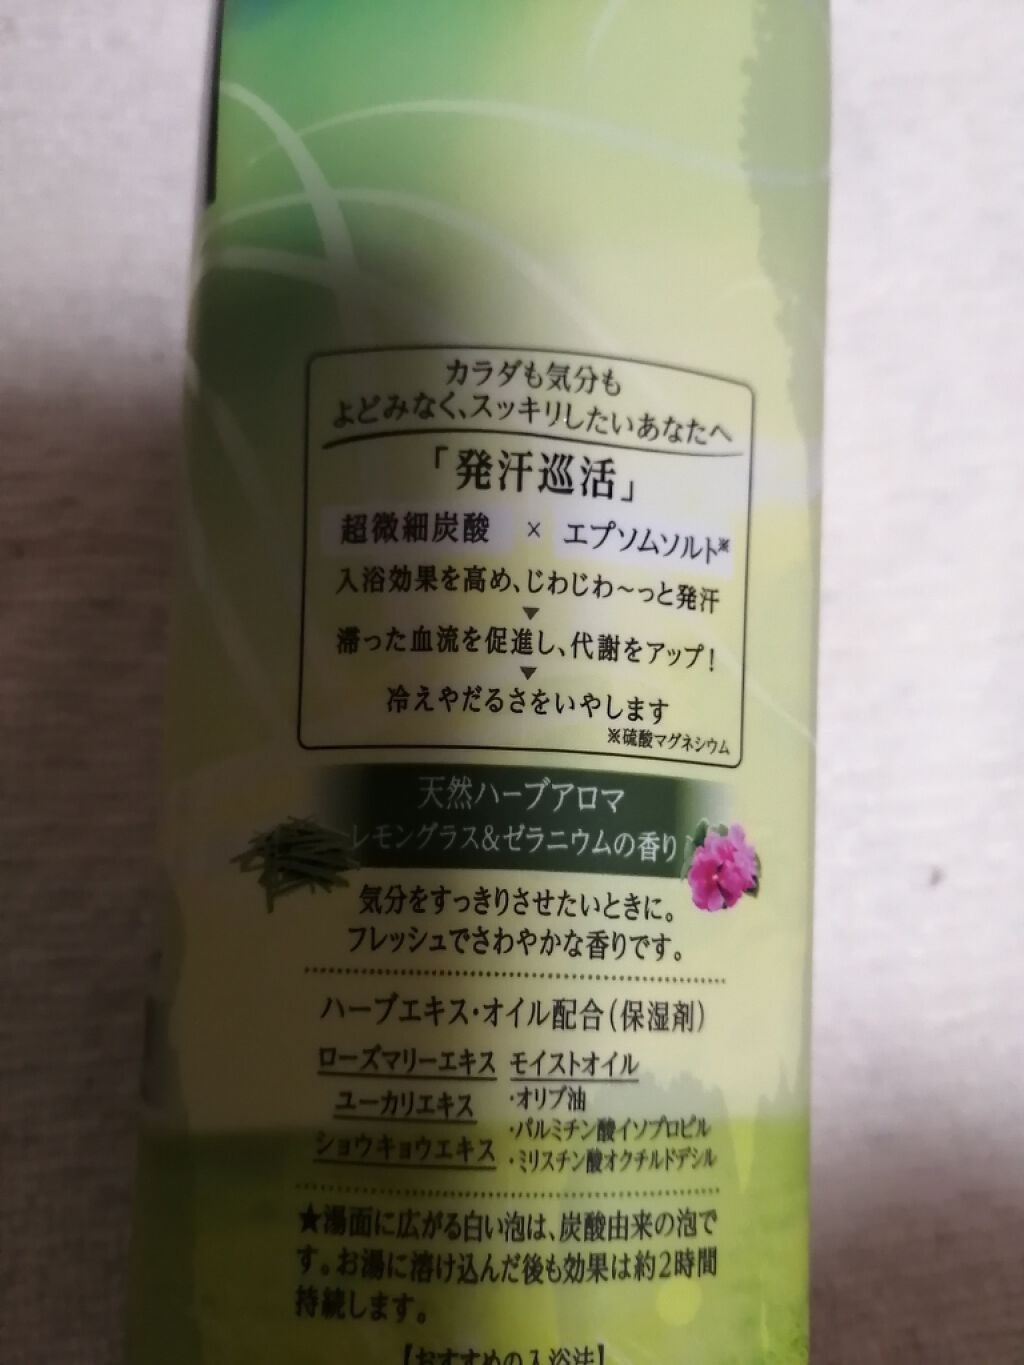 カラダも気分も
よどみなく、スッキリしたいあなたへ
「発汗巡活」
超微細炭酸 × エプソムソルト※
入浴効果を高め、じわじわ～っと発汗
▼
滞った血流を促進し、代謝をアップ!
▼
冷えやだるさをいやします
※硫酸マグネシウム
天然ハーブアロマ
レモングラス&ゼラニウムの香り
気分をすっきりさせたいときに。
フレッシュでさわやかな香りです。
ハーブエキス・オイル配合(保湿剤)
ローズマリーエキス モイストオイル
ユーカリエキス ・オリブ油
・パルミチン酸イソプロピル
ショウキョウエキス ・ミリスチン酸オクチルドデシル
★湯面に広がる白い泡は、炭酸由来の泡で
す。お湯に溶け込んだ後も効果は約2時間
持続します。
【おすすめの入浴法】